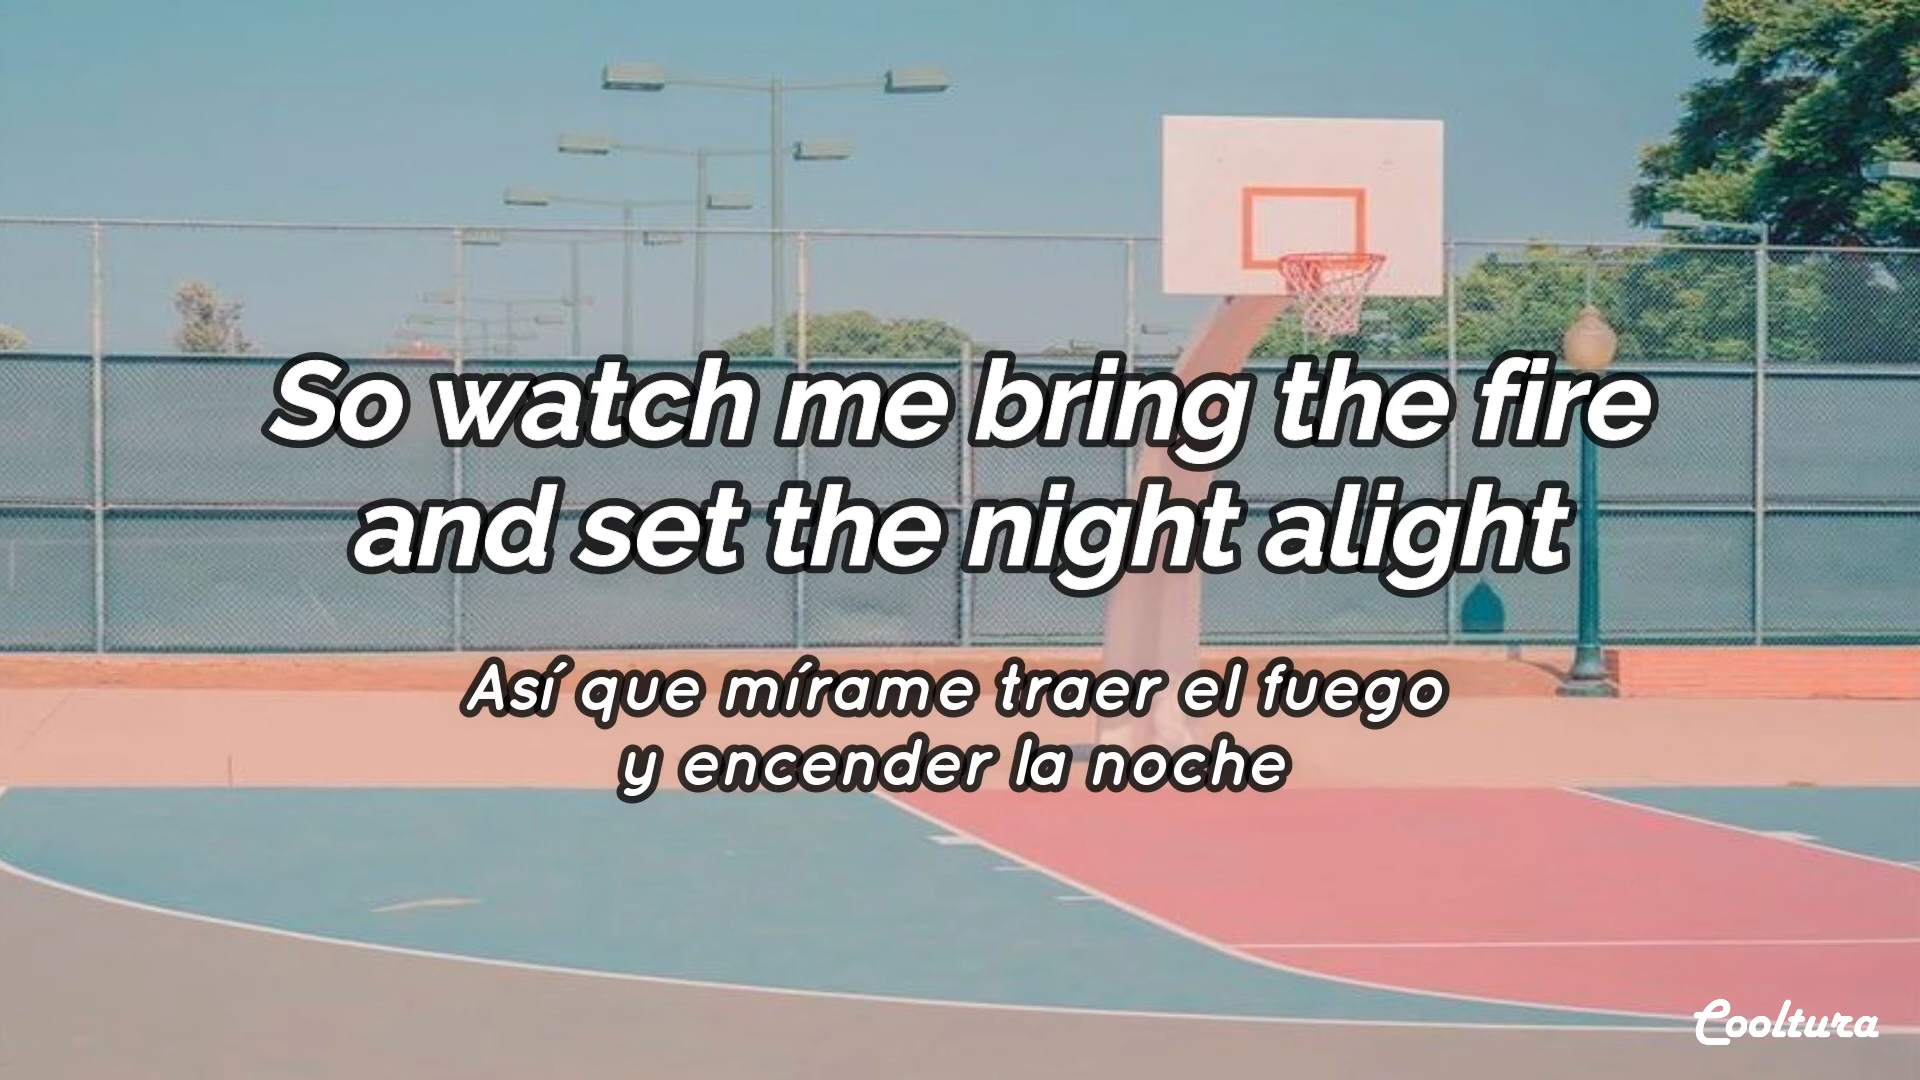 So watch me bring the fire
and set the night alight
Así que mírame traer el fuego
y encender la noche
Cooltura